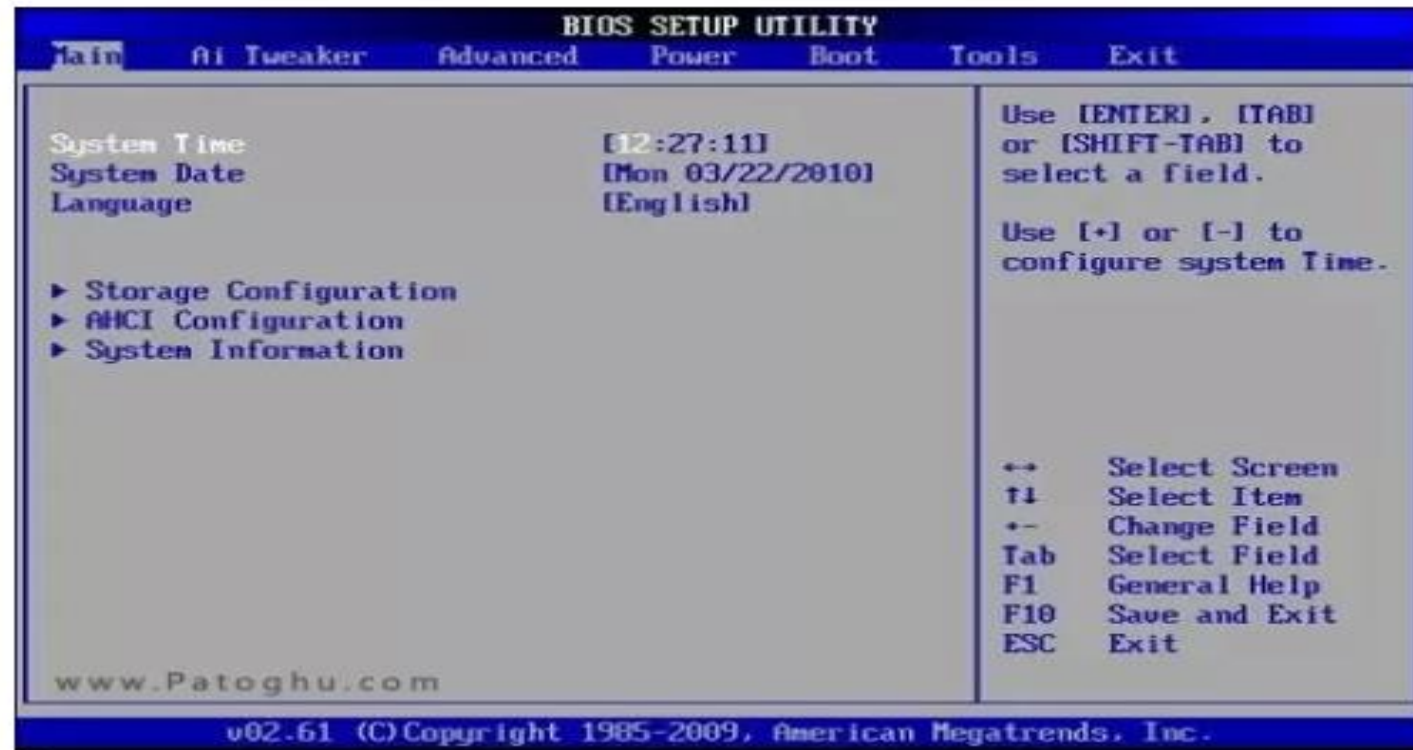 BIOS SETUP UTILITY
Main Ai Tweaker Advanced Power Boot Tools Exit
System Time [12:27:11]
System Date [Mon 03/22/2010]
Language [English]
► Storage Configuration
► AHCI Configuration
► System Information
Use [ENTER], [TAB]
or [SHIFT-TAB] to
select a field.
Use [+] or [-] to
configure system Time.
←→ Select Screen
↑↓ Select Item
+- Change Field
Tab Select Field
F1 General Help
F10 Save and Exit
ESC Exit
www.Patoghu.com
v02.61 (C)Copyright 1985-2009, American Megatrends, Inc.